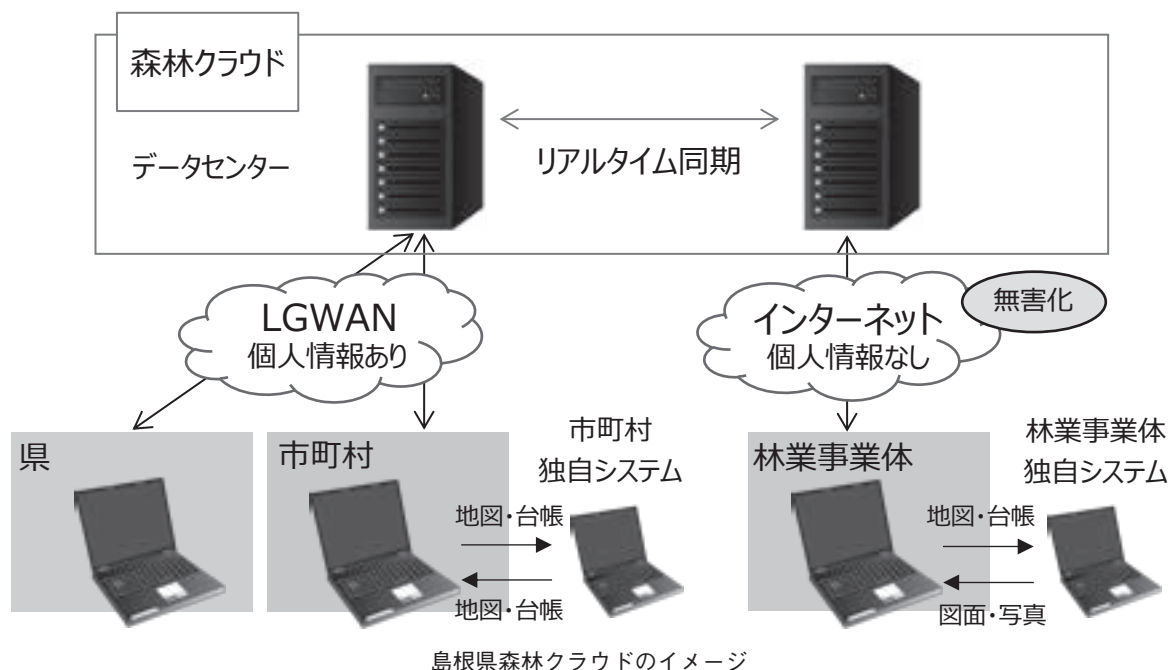 森林クラウド
データセンター
リアルタイム同期
LGWAN
個人情報あり
インターネット
個人情報なし
無害化
県
市町村
市町村
独自システム
地図・台帳
地図・台帳
林業事業体
林業事業体
独自システム
地図・台帳
図面・写真
島根県森林クラウドのイメージ